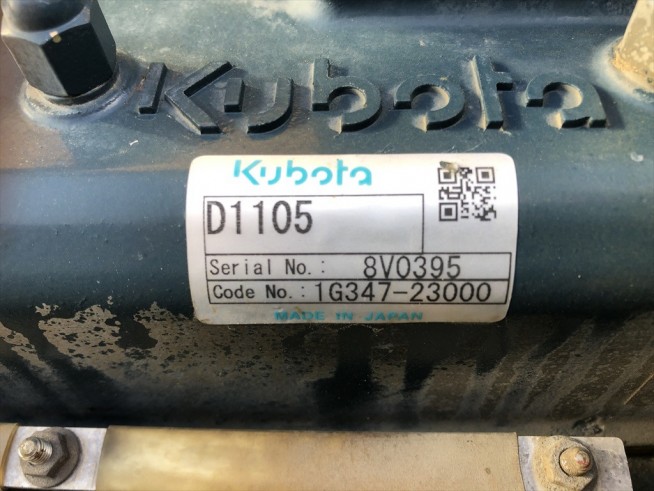 Kubota
Kubota
D1105
Serial No.: 8V0395
Code No.: 1G347-23000
MADE IN JAPAN